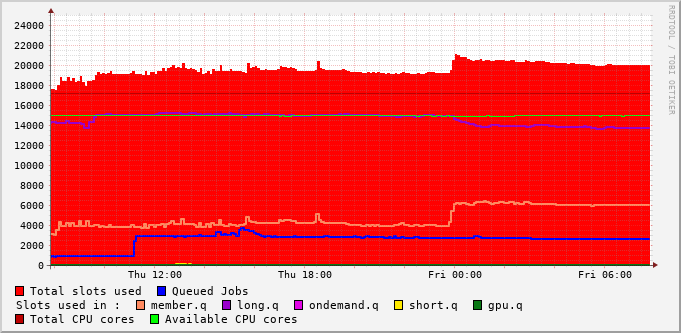 24000
22000
20000
18000
16000
14000
12000
10000
8000
6000
4000
2000
0
Thu 12:00 Thu 18:00 Fri 00:00 Fri 06:00
Total slots used Queued Jobs
Slots used in : member.q long.q ondemand.q short.q gpu.q
Total CPU cores Available CPU cores
RRDTOOL / TOBI OETIKER